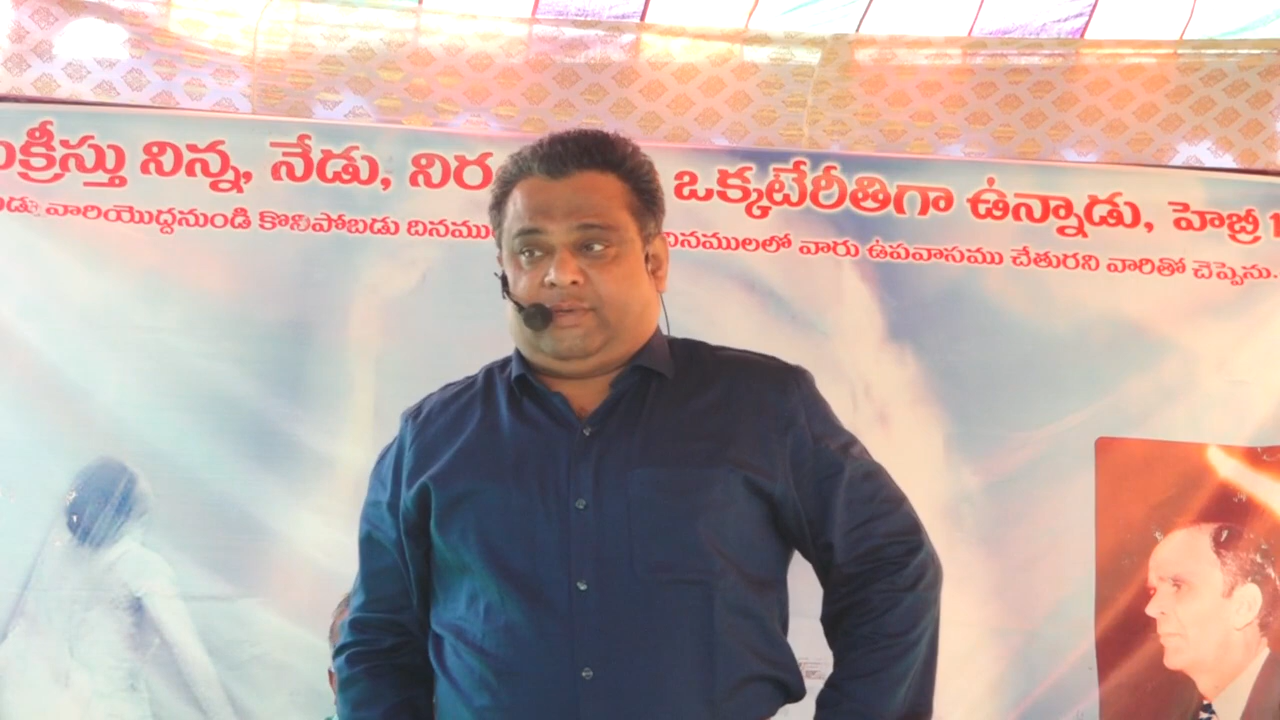 క్రీస్తు నిన్న, నేడు, నిర ఒక్కటేరీతిగా ఉన్నాడు, హెబ్రీ
వారియొద్దనుండి కొనిపోబడు దినము దినములలో వారు ఉపవాసము చేతురని వారితో చెప్పెను.